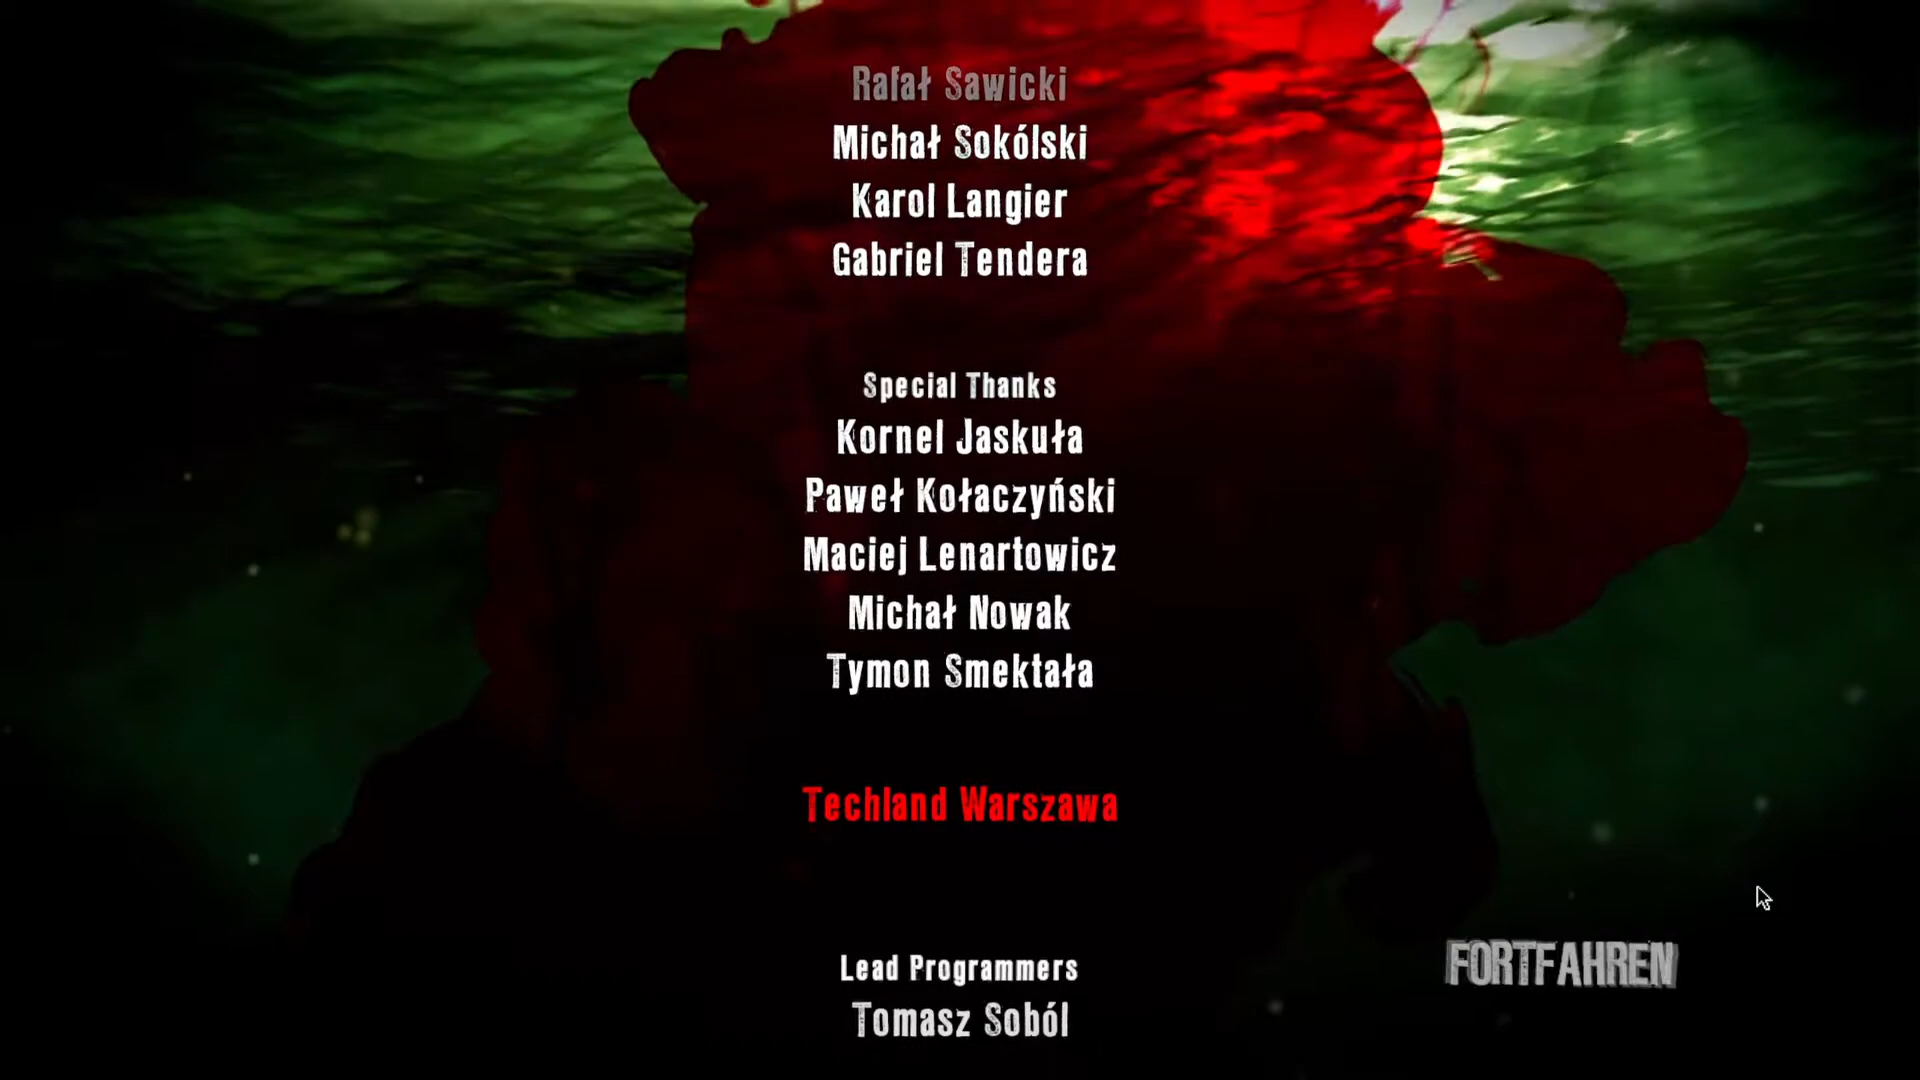 Rafał Sawicki
Michał Sokólski
Karol Langier
Gabriel Tendera
Special Thanks
Kornel Jaskuła
Paweł Kołaczyński
Maciej Lenartowicz
Michał Nowak
Tymon Smektała
Techland Warszawa
Lead Programmers
Tomasz Soból
FORTFAHREN